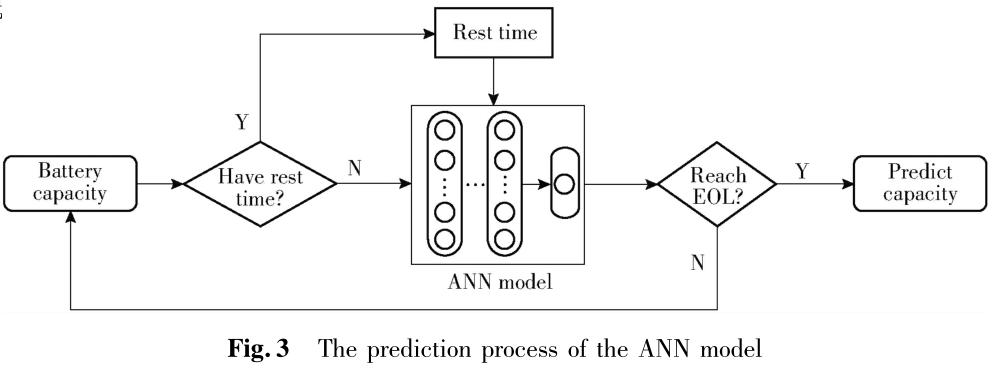 Rest time
Y
Battery
capacity
Have rest
time?
N
Reach
EOL?
Y
Predict
capacity
N
ANN model
Fig. 3 The prediction process of the ANN model